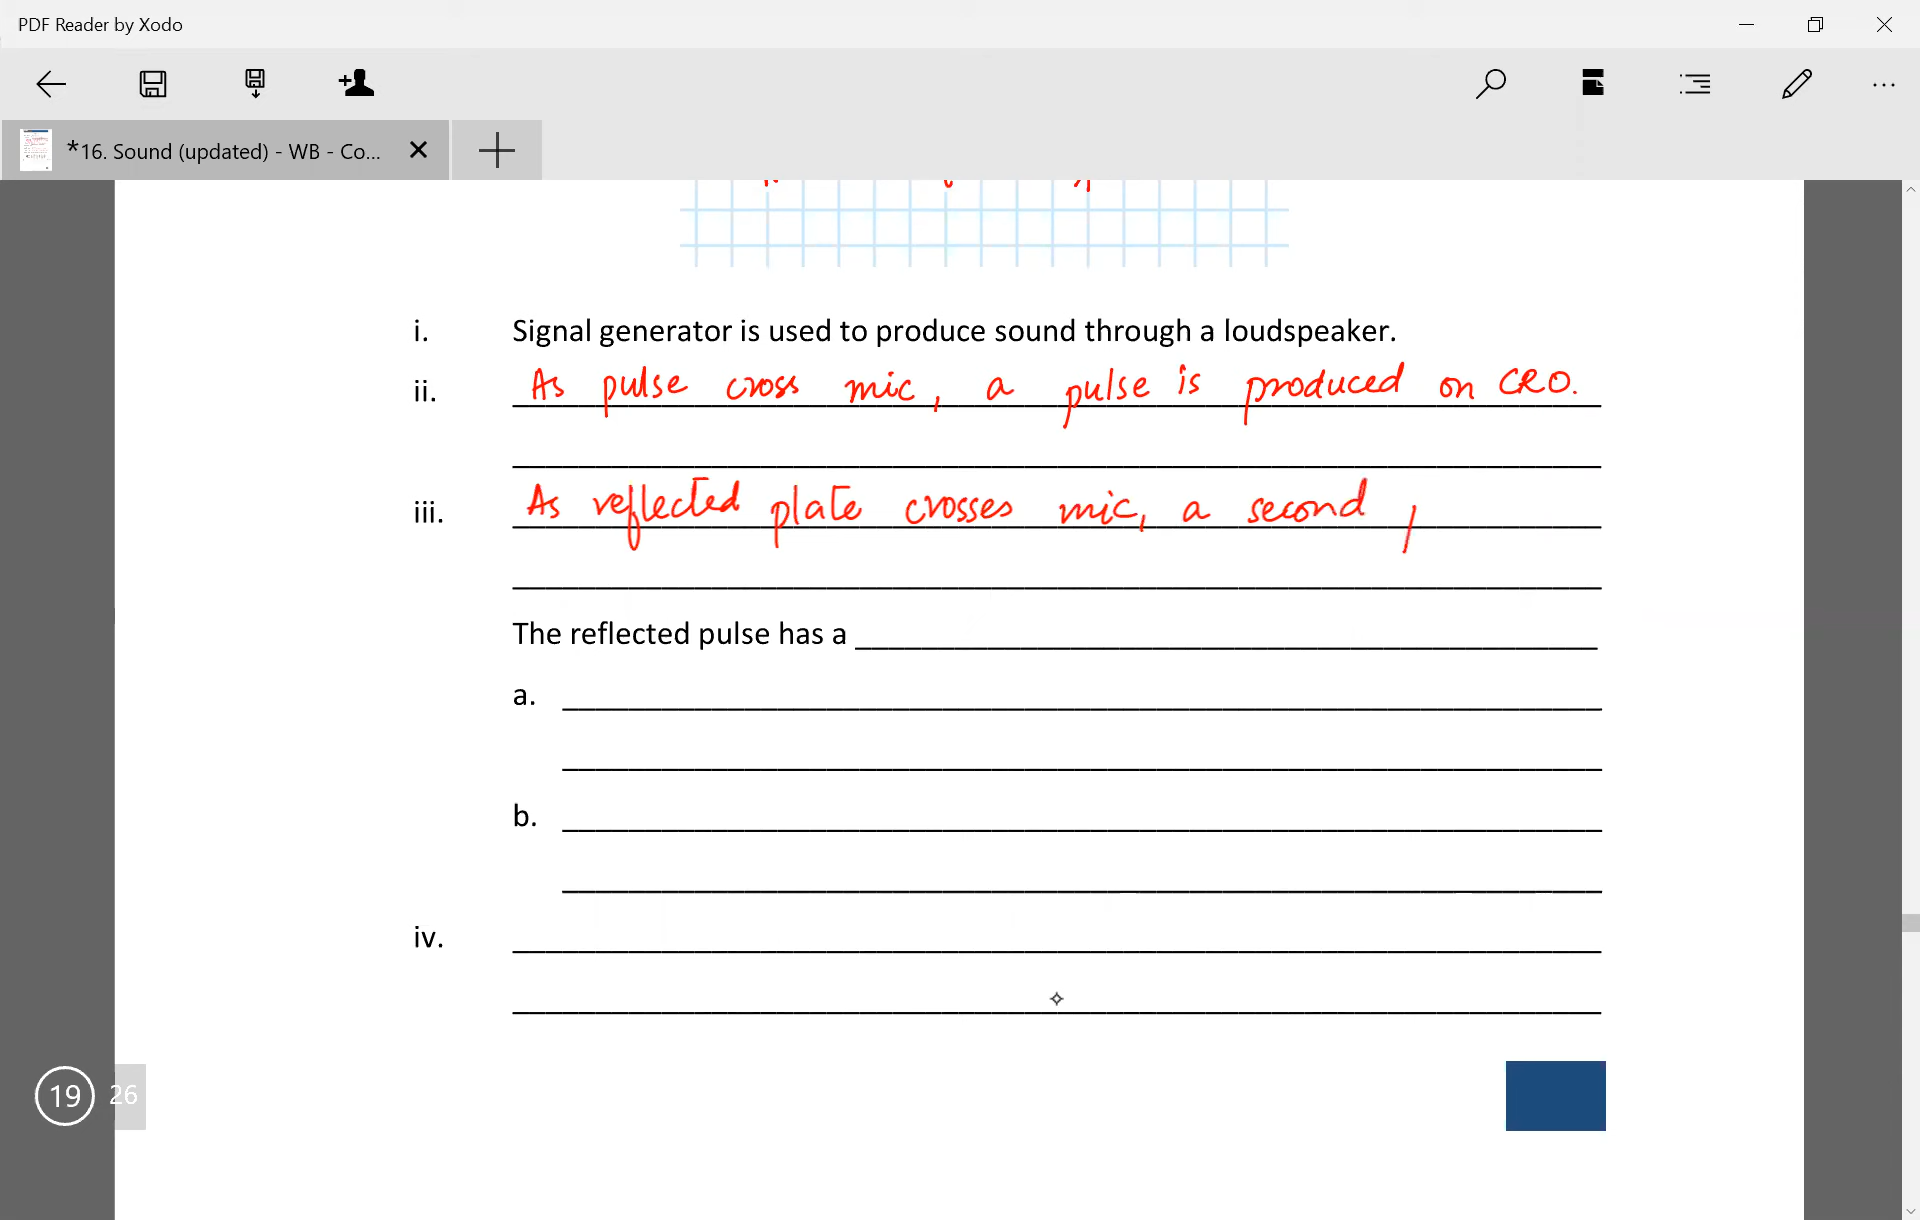 PDF Reader by Xodo
*16. Sound (updated) - WB - Co...
i. Signal generator is used to produce sound through a loudspeaker.
ii. As pulse cross mic, a pulse is produced on CRO.
iii. As reflected plate crosses mic, a second
The reflected pulse has a
a.
b.
iv.
19 26